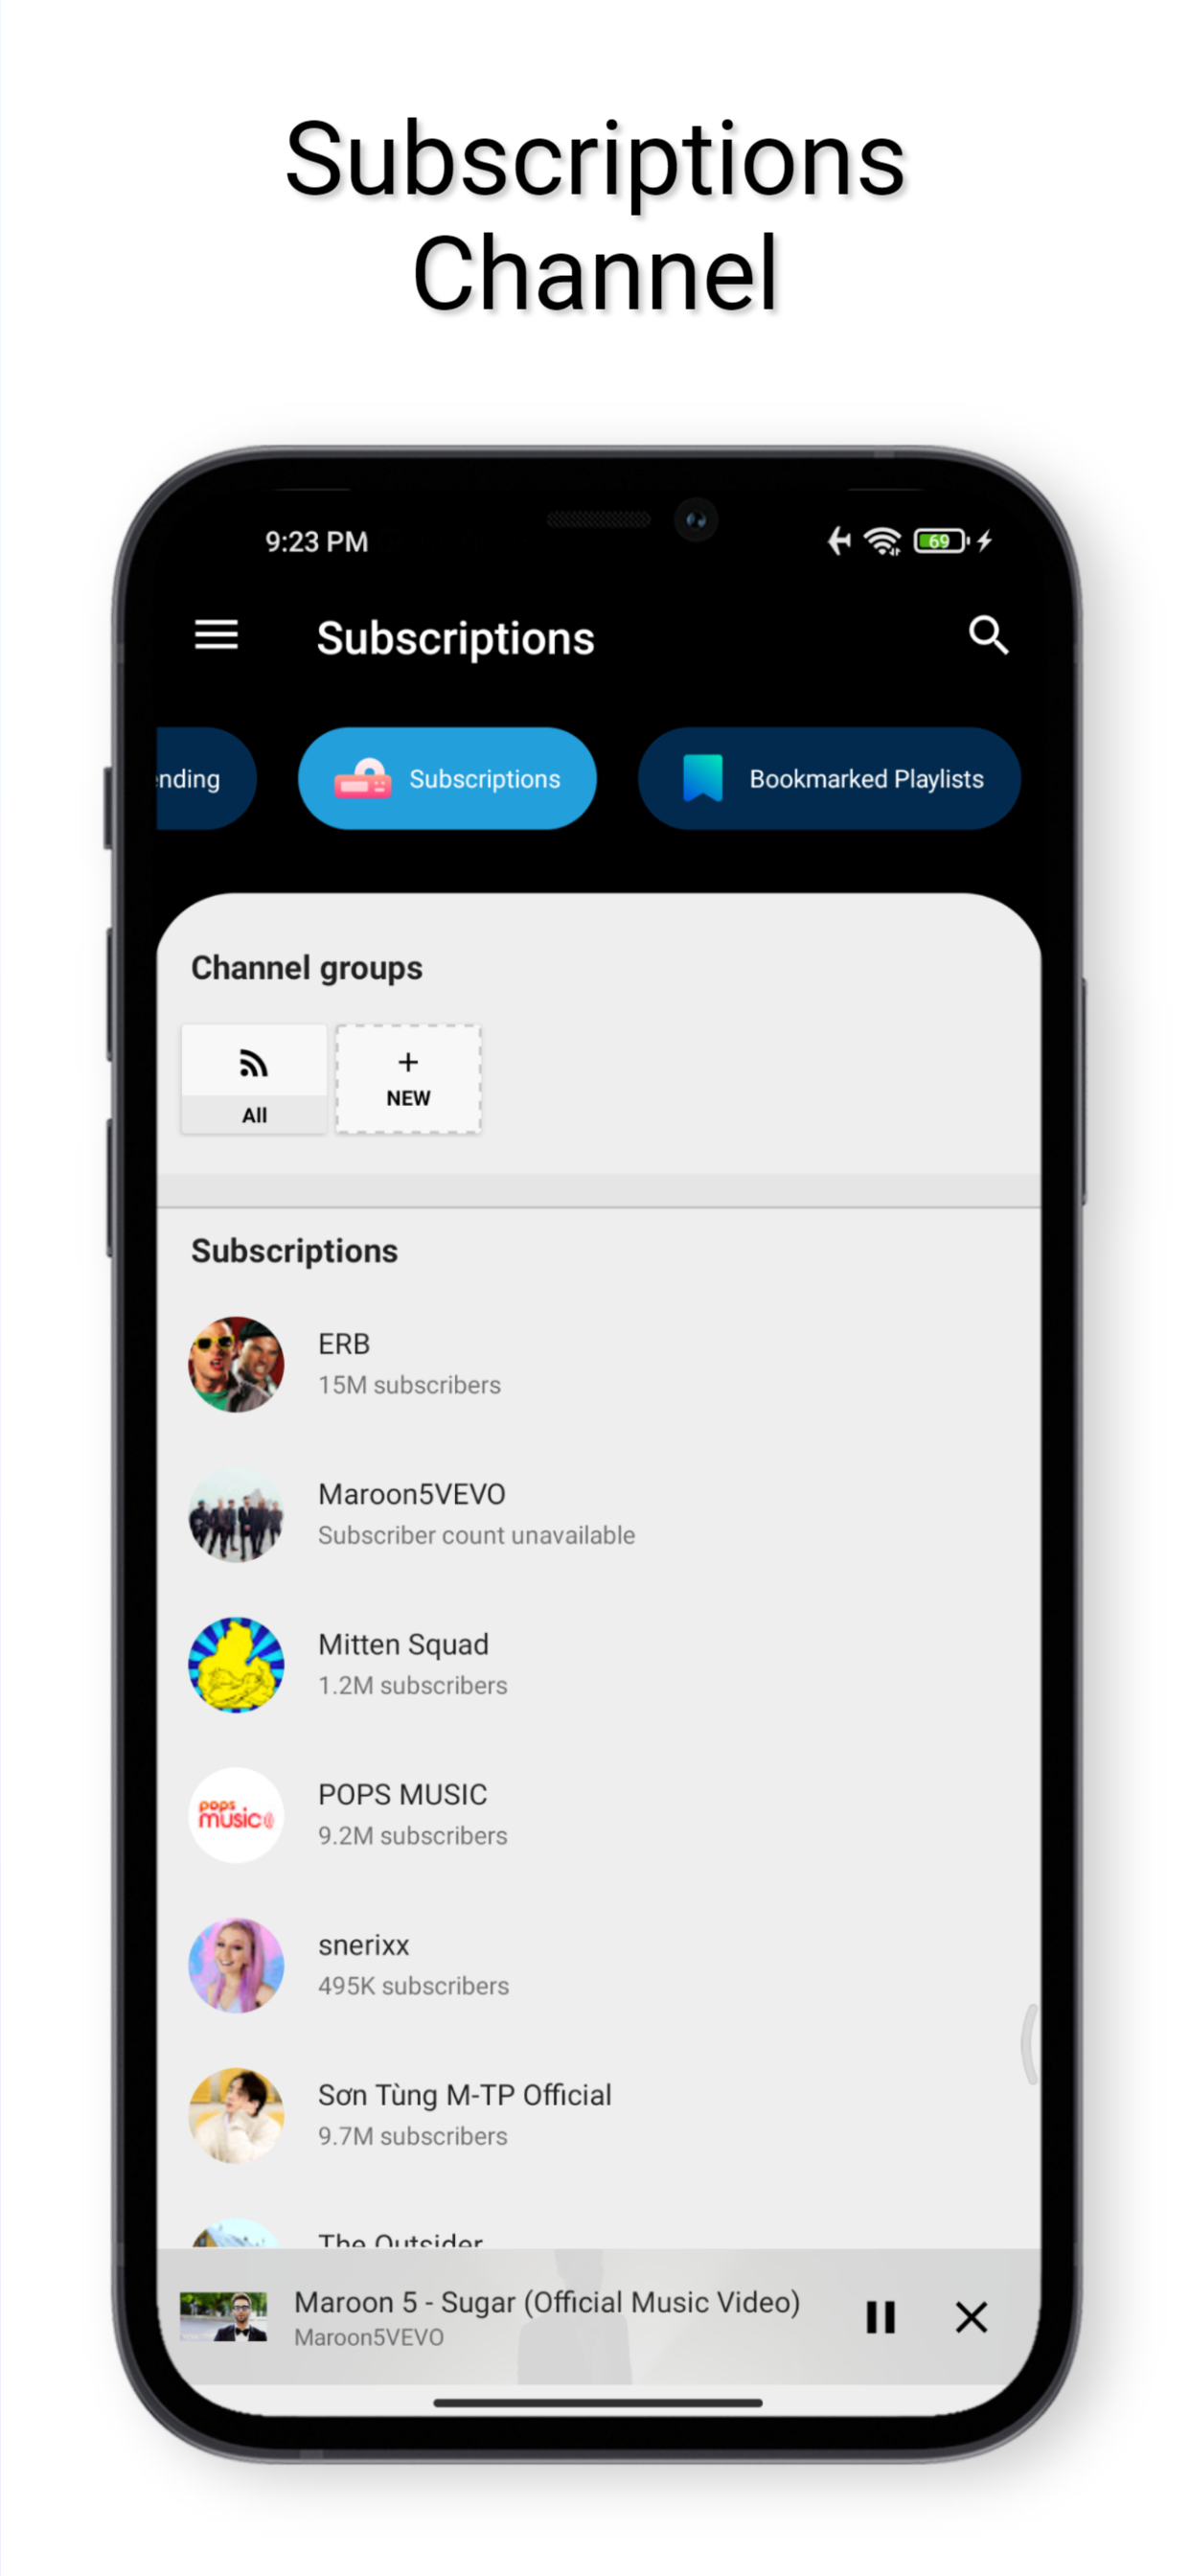 Subscriptions
Channel
9:23 PM
69
Subscriptions
ending
Subscriptions
Bookmarked Playlists
Channel groups
All
+
NEW
Subscriptions
ERB
15M subscribers
Maroon5VEVO
Subscriber count unavailable
Mitten Squad
1.2M subscribers
pops
music
POPS MUSIC
9.2M subscribers
snerixx
495K subscribers
Sơn Tùng M-TP Official
9.7M subscribers
The Outsider
Maroon 5 - Sugar (Official Music Video)
Maroon5VEVO